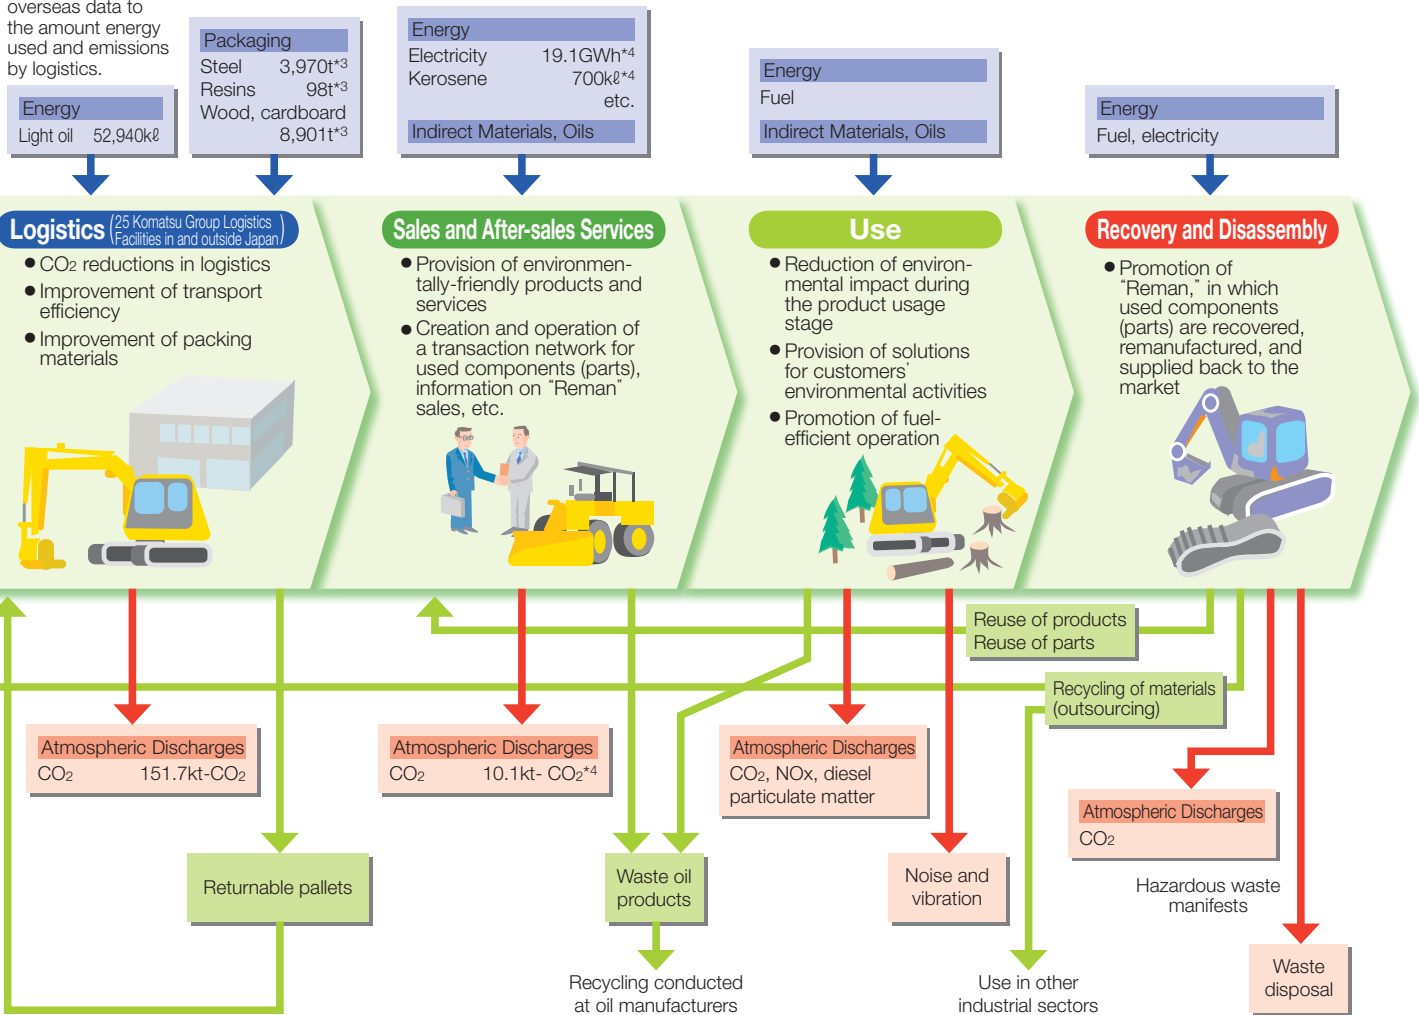 overseas data to
the amount energy
used and emissions
by logistics.
Energy
Light oil 52,940kℓ
Packaging
Steel 3,970t*3
Resins 98t*3
Wood, cardboard
8,901t*3
Energy
Electricity 19.1GWh*4
Kerosene 700kℓ*4
etc.
Indirect Materials, Oils
Energy
Fuel
Indirect Materials, Oils
Energy
Fuel, electricity
Logistics (25 Komatsu Group Logistics
Facilities in and outside Japan)
● CO2 reductions in logistics
● Improvement of transport
efficiency
● Improvement of packing
materials
Sales and After-sales Services
● Provision of environmen-
tally-friendly products and
services
● Creation and operation of
a transaction network for
used components (parts),
information on “Reman”
sales, etc.
Use
● Reduction of environ-
mental impact during
the product usage
stage
● Provision of solutions
for customers'
environmental activities
● Promotion of fuel-
efficient operation
Recovery and Disassembly
● Promotion of
“Reman,” in which
used components
(parts) are recovered,
remanufactured, and
supplied back to the
market
Reuse of products
Reuse of parts
Recycling of materials
(outsourcing)
Atmospheric Discharges
CO2 151.7kt-CO2
Atmospheric Discharges
CO2 10.1kt- CO2*4
Atmospheric Discharges
CO2, NOx, diesel
particulate matter
Atmospheric Discharges
CO2
Returnable pallets
Waste oil
products
Noise and
vibration
Hazardous waste
manifests
Recycling conducted
at oil manufacturers
Use in other
industrial sectors
Waste
disposal